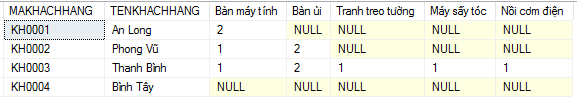 MAKHACHHANG TENKHACHHANG Bàn máy tính Bàn ủi Tranh treo tường Máy sấy tóc Nồi cơm điện
KH0001 An Long 2 NULL NULL NULL NULL
KH0002 Phong Vũ 1 2 NULL NULL NULL
KH0003 Thanh Bình 1 2 1 1 1
KH0004 Bình Tây NULL NULL NULL NULL NULL